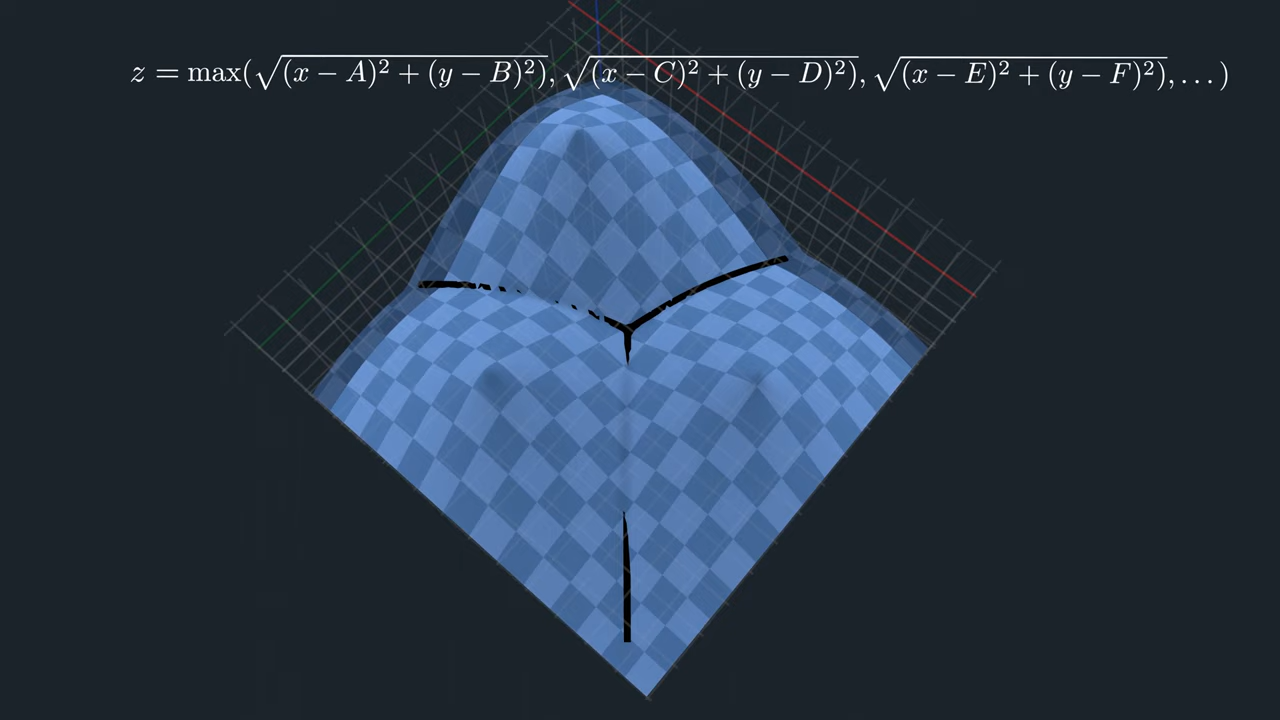 z = max(√(x − A)² + (y − B)²), √(x − C)² + (y − D)²), √(x − E)² + (y − F)²), . . . )